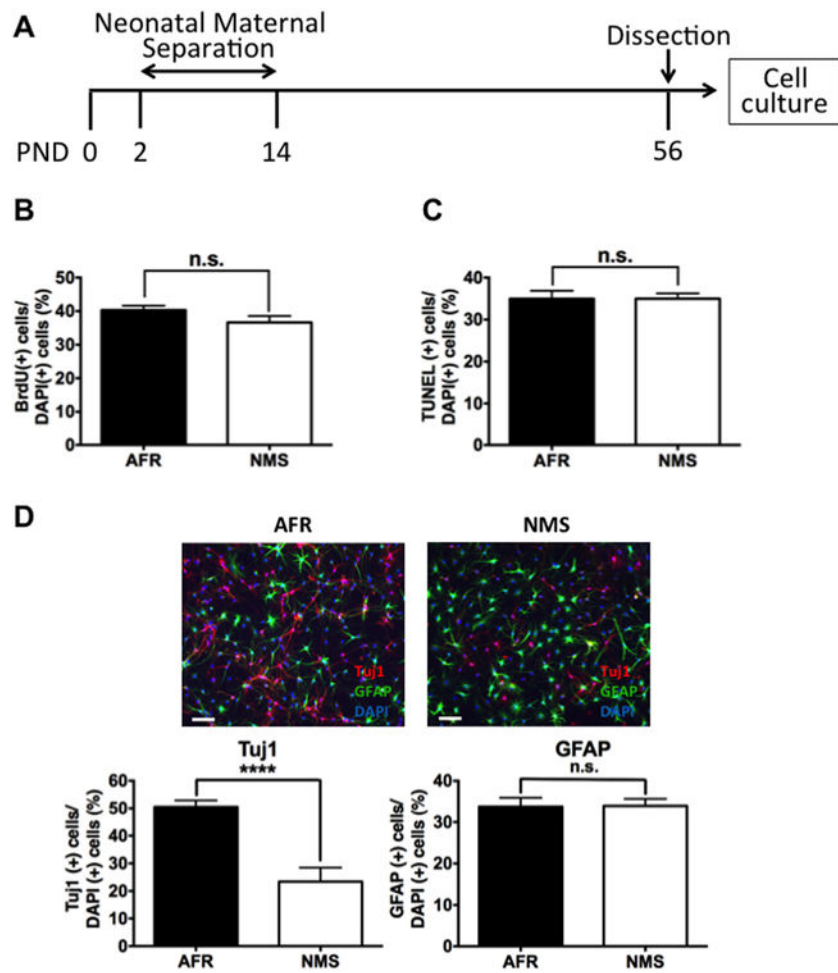 A
Neonatal Maternal
Separation
Dissection
Cell
culture
PND 0 2 14 56
B
n.s.
BrdU(+) cells/
DAPI(+) cells (%)
50
40
30
20
10
0
AFR NMS
C
n.s.
TUNEL (+) cells/
DAPI(+) cells (%)
40
30
20
10
0
AFR NMS
D
AFR
Tuj1
GFAP
DAPI
NMS
Tuj1
GFAP
DAPI
Tuj1
****
Tuj1 (+) cells/
DAPI (+) cells (%)
60
50
40
30
20
10
0
AFR NMS
GFAP
n.s.
GFAP (+) cells/
DAPI (+) cells (%)
40
30
20
10
0
AFR NMS